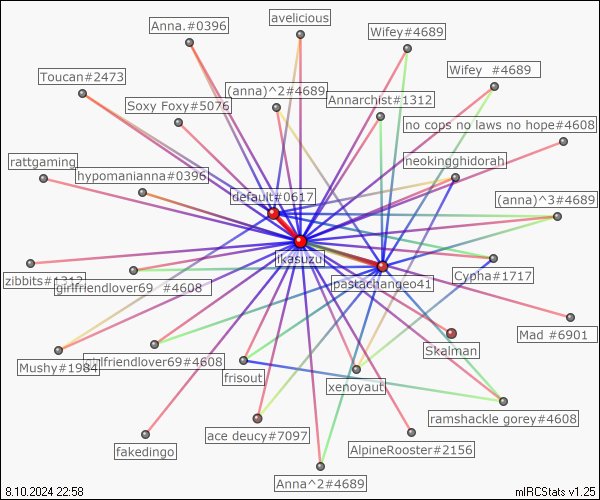 avelicious
Anna.#0396
Wifey#4689
Wifey  #4689
Toucan#2473
(anna)^2#4689
Annarchist#1312
Soxy Foxy#5076
no cops no laws no hope#4608
rattgaming
neokingghidorah
hypomanianna#0396
default#0617
(anna)^3#4689
ikasuzu
zibbits#1312
girlfriendlover69  #4608
pastachangeo41
Cypha#1717
Mad #6901
Skalman
Mushy#1984
girlfriendlover69#4608
frisout
xenoyaut
ramshackle gorey#4608
ace deucy#7097
fakedingo
AlpineRooster#2156
Anna^2#4689
8.10.2024 22:58
mIRCStats v1.25